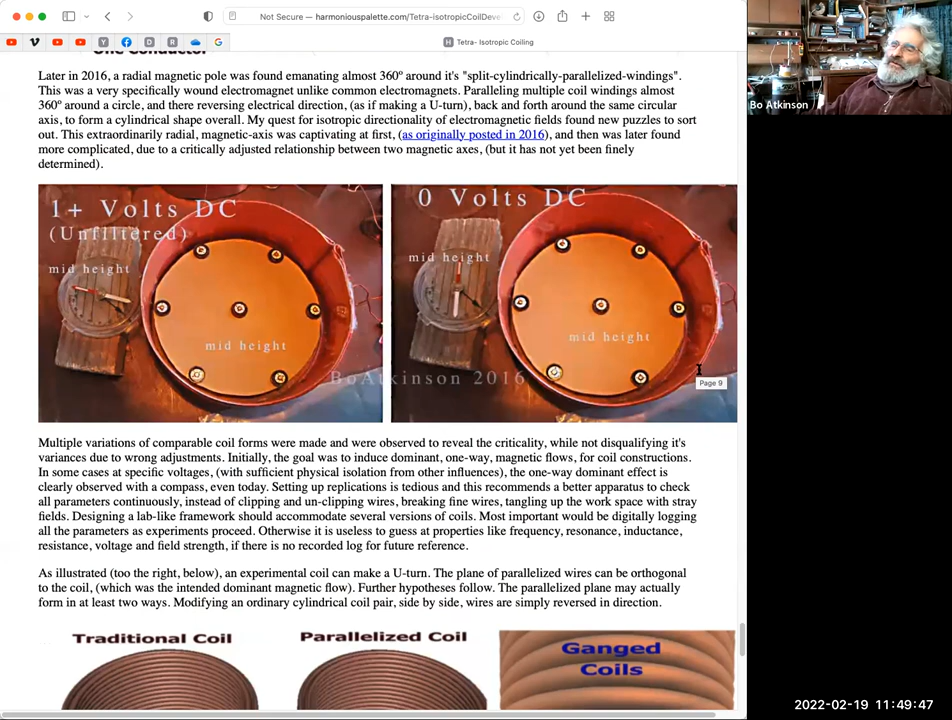 Not Secure — harmoniouspalette.com/Tetra-isotropicCoilDeve
Tetra- Isotropic Coiling
One Conductor
Later in 2016, a radial magnetic pole was found emanating almost 360º around it's "split-cylindrically-parallelized-windings".
This was a very specifically wound electromagnet unlike common electromagnets. Paralleling multiple coil windings almost
360º around a circle, and there reversing electrical direction, (as if making a U-turn), back and forth around the same circular
axis, to form a cylindrical shape overall. My quest for isotropic directionality of electromagnetic fields found new puzzles to sort
out. This extraordinarily radial, magnetic-axis was captivating at first, (as originally posted in 2016), and then was later found
more complicated, due to a critically adjusted relationship between two magnetic axes, (but it has not yet been finely
determined).
1+ Volts DC
(Unfiltered)
mid height
mid height
0 Volts DC
mid height
mid height
BoAtkinson 2016
Page 9
Multiple variations of comparable coil forms were made and were observed to reveal the criticality, while not disqualifying it's
variances due to wrong adjustments. Initially, the goal was to induce dominant, one-way, magnetic flows, for coil constructions.
In some cases at specific voltages, (with sufficient physical isolation from other influences), the one-way dominant effect is
clearly observed with a compass, even today. Setting up replications is tedious and this recommends a better apparatus to check
all parameters continuously, instead of clipping and un-clipping wires, breaking fine wires, tangling up the work space with stray
fields. Designing a lab-like framework should accommodate several versions of coils. Most important would be digitally logging
all the parameters as experiments proceed. Otherwise it is useless to guess at properties like frequency, resonance, inductance,
resistance, voltage and field strength, if there is no recorded log for future reference.
As illustrated (too the right, below), an experimental coil can make a U-turn. The plane of parallelized wires can be orthogonal
to the coil, (which was the intended dominant magnetic flow). Further hypotheses follow. The parallelized plane may actually
form in at least two ways. Modifying an ordinary cylindrical coil pair, side by side, wires are simply reversed in direction.
Traditional Coil
Parallelized Coil
Ganged
Coils
Bo Atkinson
2022-02-19 11:49:47